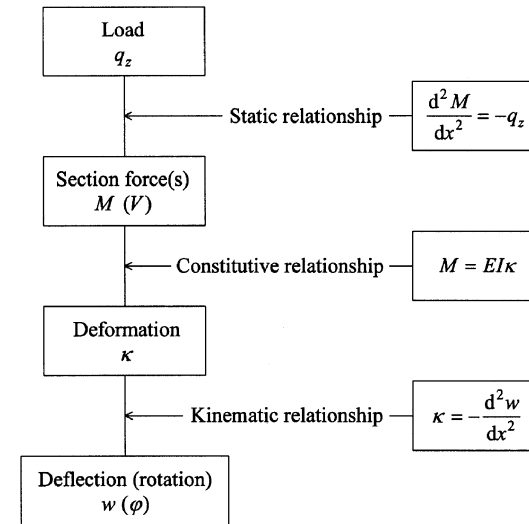 Load
q_z
Static relationship
d²M/dx² = −q_z
Section force(s)
M (V)
Constitutive relationship
M = EIκ
Deformation
κ
Kinematic relationship
κ = −d²w/dx²
Deflection (rotation)
w (φ)